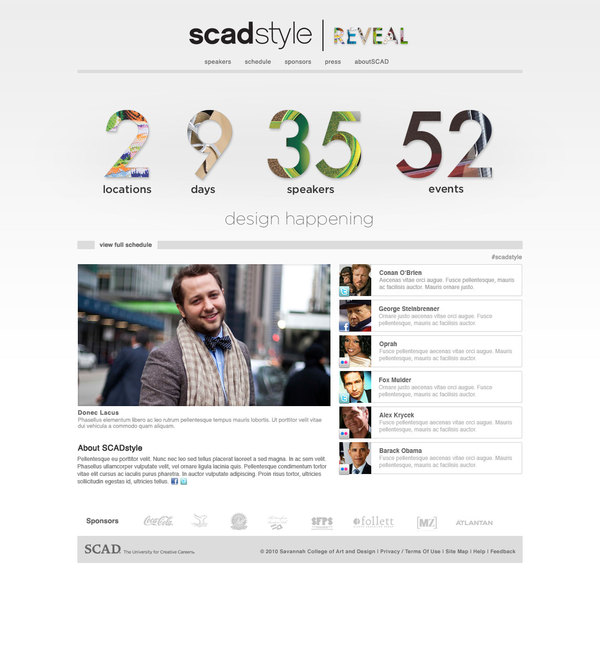 scadstyle | REVEAL
speakers schedule sponsors press aboutSCAD
2 9 35 52
locations days speakers events
design happening
view full schedule
#scadstyle
Conan O'Brien
Aecenas vitae orci augue. Fusce pellentesque, mauris
ac facilisis auctor. Mauris ornare justo.
George Steinbrenner
Ornare justo aecenas vitae orci augue. Fusce
pellentesque, mauris ac facilisis auctor.
Oprah
Fusce pellentesque aecenas vitae orci augue. Mauris
pellentesque, mauris ac facilisis auctor.
Fox Mulder
Ornare justo aecenas vitae orci augue. Fusce
pellentesque, mauris ac facilisis auctor.
Alex Krycek
Fusce pellentesque aecenas vitae orci augue. Mauris
pellentesque, mauris ac facilisis auctor.
Barack Obama
Fusce pellentesque aecenas vitae orci augue. Mauris
pellentesque, mauris ac facilisis auctor.
Donec Lacus
Phasellus elementum libero ac leo rutrum pellentesque tempus mauris lobortis. Ut porttitor velit vitae
dui vehicula a commodo quam aliquam.
About SCADstyle
Pellentesque eu porttitor velit. Nunc nec leo sed tellus placerat laoreet a sed magna. In ac sem velit.
Phasellus ullamcorper vulputate velit, vel ornare ligula lacinia quis. Pellentesque condimentum tortor
vitae elit cursus ac iaculis purus pharetra. In auctor vulputate adipiscing. Proin risus tortor, ultricies
sollicitudin egestas id, ultricies tellus.
Sponsors Coca-Cola SFPS follett MZ ATLANTAN
SCAD The University for Creative Careers
© 2010 Savannah College of Art and Design | Privacy / Terms Of Use | Site Map | Help | Feedback